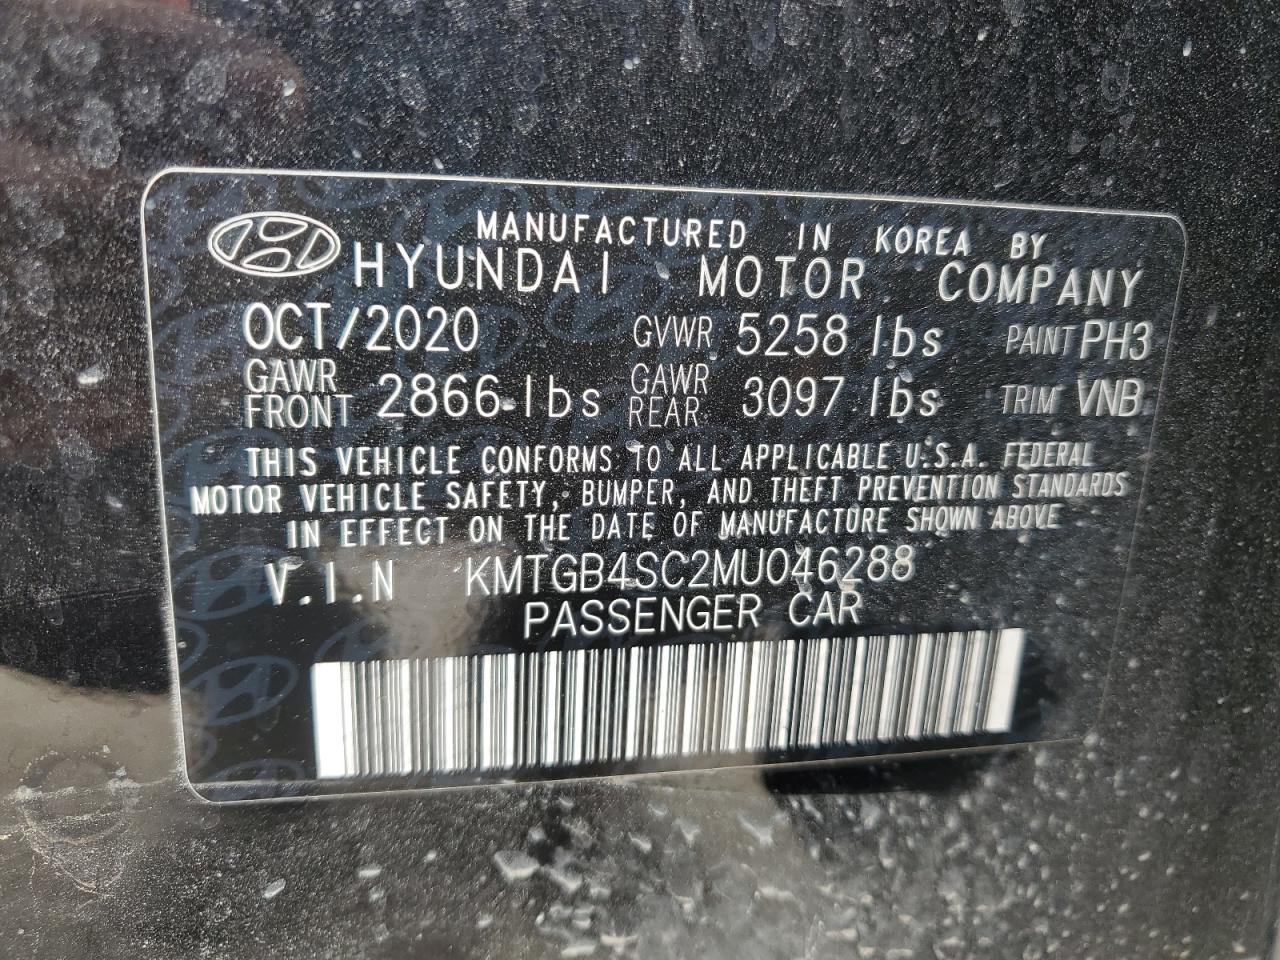 MANUFACTURED IN KOREA BY
HYUNDAI MOTOR COMPANY
OCT/2020 GVWR 5258 lbs PAINT PH3
GAWR FRONT 2866 lbs GAWR REAR 3097 lbs TRIM VNB
THIS VEHICLE CONFORMS TO ALL APPLICABLE U.S.A. FEDERAL
MOTOR VEHICLE SAFETY, BUMPER, AND THEFT PREVENTION STANDARDS
IN EFFECT ON THE DATE OF MANUFACTURE SHOWN ABOVE
V.I.N KMTGB4SC2MU046288
PASSENGER CAR